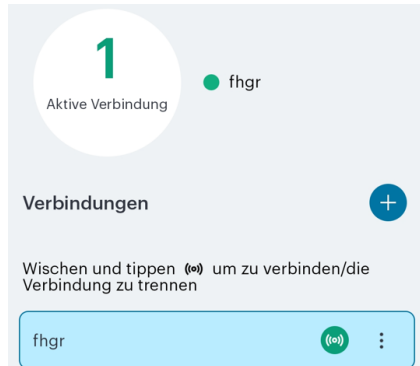 1
Aktive Verbindung
fhgr
Verbindungen
Wischen und tippen um zu verbinden/die
Verbindung zu trennen
fhgr